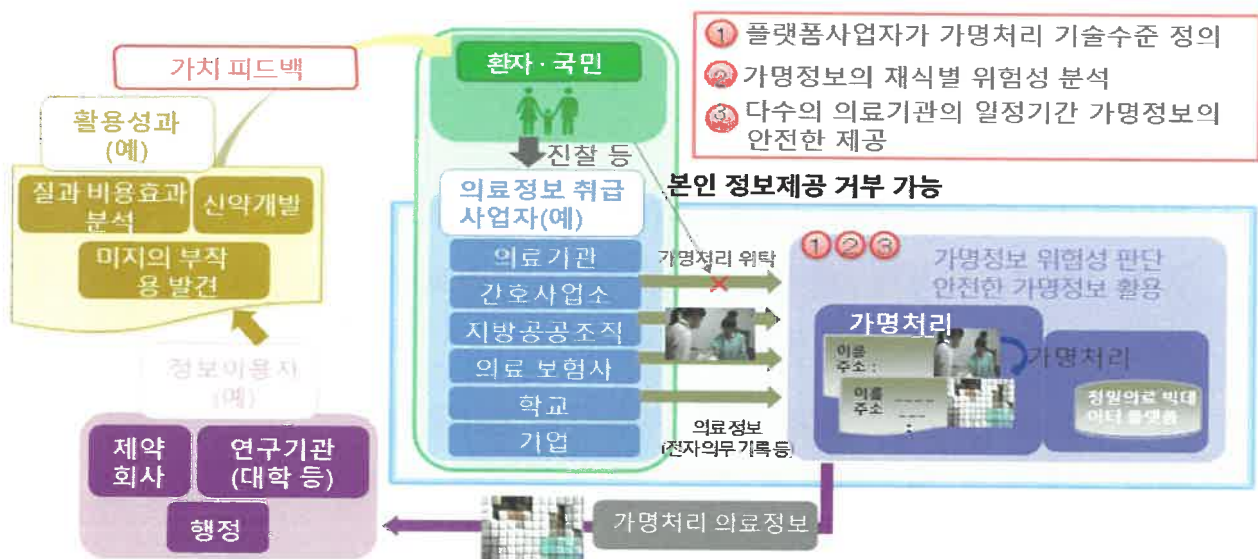 ① 플랫폼사업자가 가명처리 기술수준 정의
② 가명정보의 재식별 위험성 분석
③ 다수의 의료기관의 일정기간 가명정보의
안전한 제공
가치 피드백
환자·국민
진찰 등
활용성과
(예)
질과 비용효과
분석
신약개발
미지의 부작
용 발견
의료정보 취급
사업자(예)
의료기관
간호사업소
지방공공조직
의료 보험사
학교
기업
본인 정보제공 거부 가능
가명처리 위탁
의료정보
(전자의무기록 등)
① ② ③
가명정보 위험성 판단
안전한 가명정보 활용
가명처리
이름
주소 :
이름
주소
:
가명처리
정밀의료 빅데
이터 플랫폼
정보이용자
(예)
제약
회사
연구기관
(대학 등)
행정
가명처리 의료정보